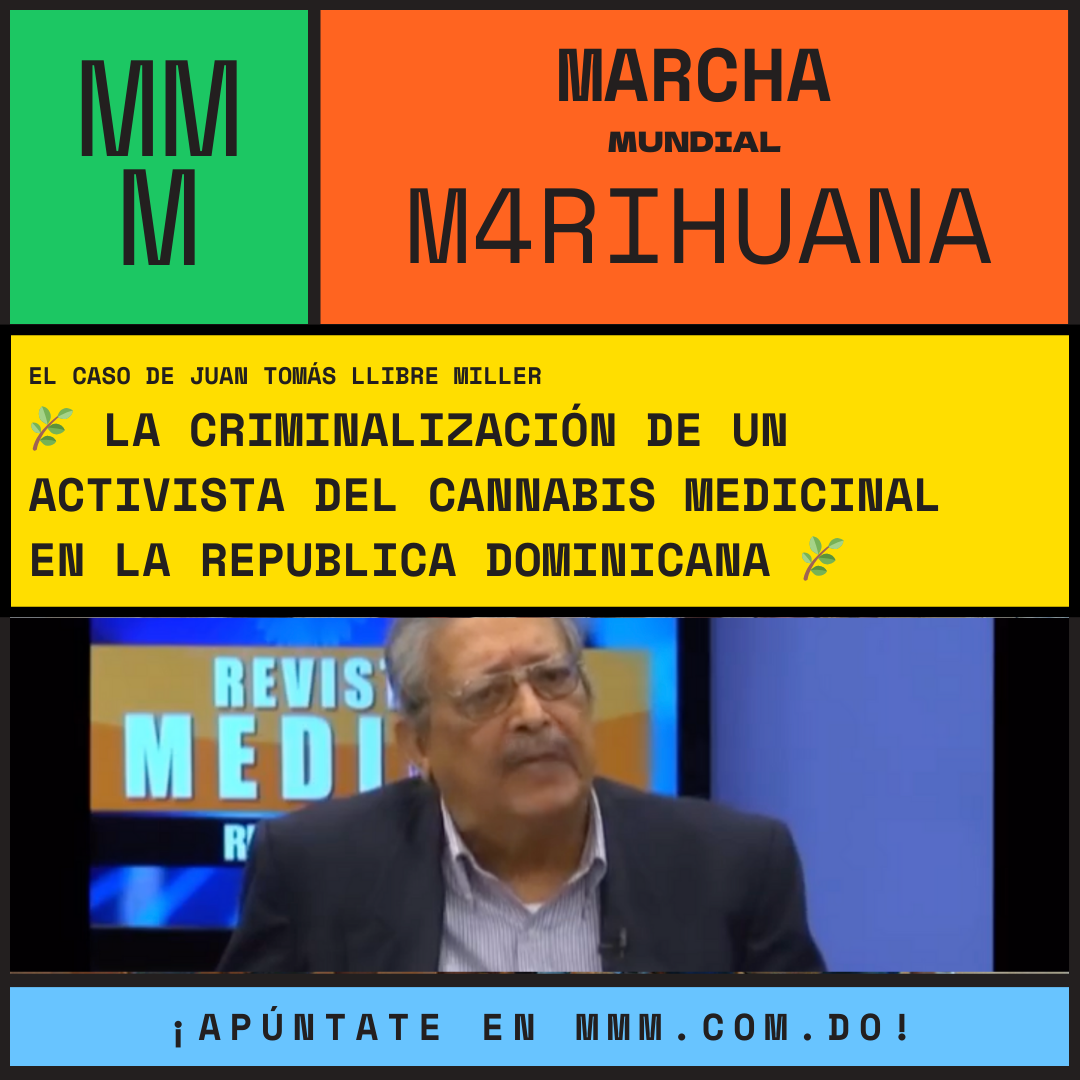 MM
M
MARCHA
MUNDIAL
M4RIHUANA
EL CASO DE JUAN TOMÁS LLIBRE MILLER
LA CRIMINALIZACIÓN DE UN
ACTIVISTA DEL CANNABIS MEDICINAL
EN LA REPUBLICA DOMINICANA
REVIST
MEDI
¡APÚNTATE EN MMM.COM.DO!